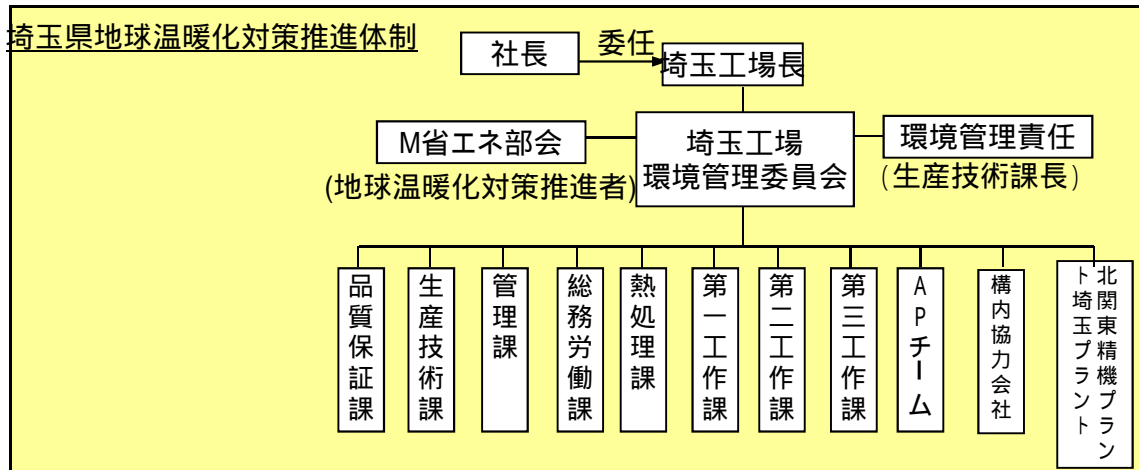 埼玉県地球温暖化対策推進体制
社長
委任
埼玉工場長
M省エネ部会
(地球温暖化対策推進者)
埼玉工場
環境管理委員会
環境管理責任
(生産技術課長)
品質保証課
生産技術課
管理課
総務労働課
熱処理課
第一工作課
第二工作課
第三工作課
APチーム
構内協力会社
北関東精機プラン
ト埼玉プラント